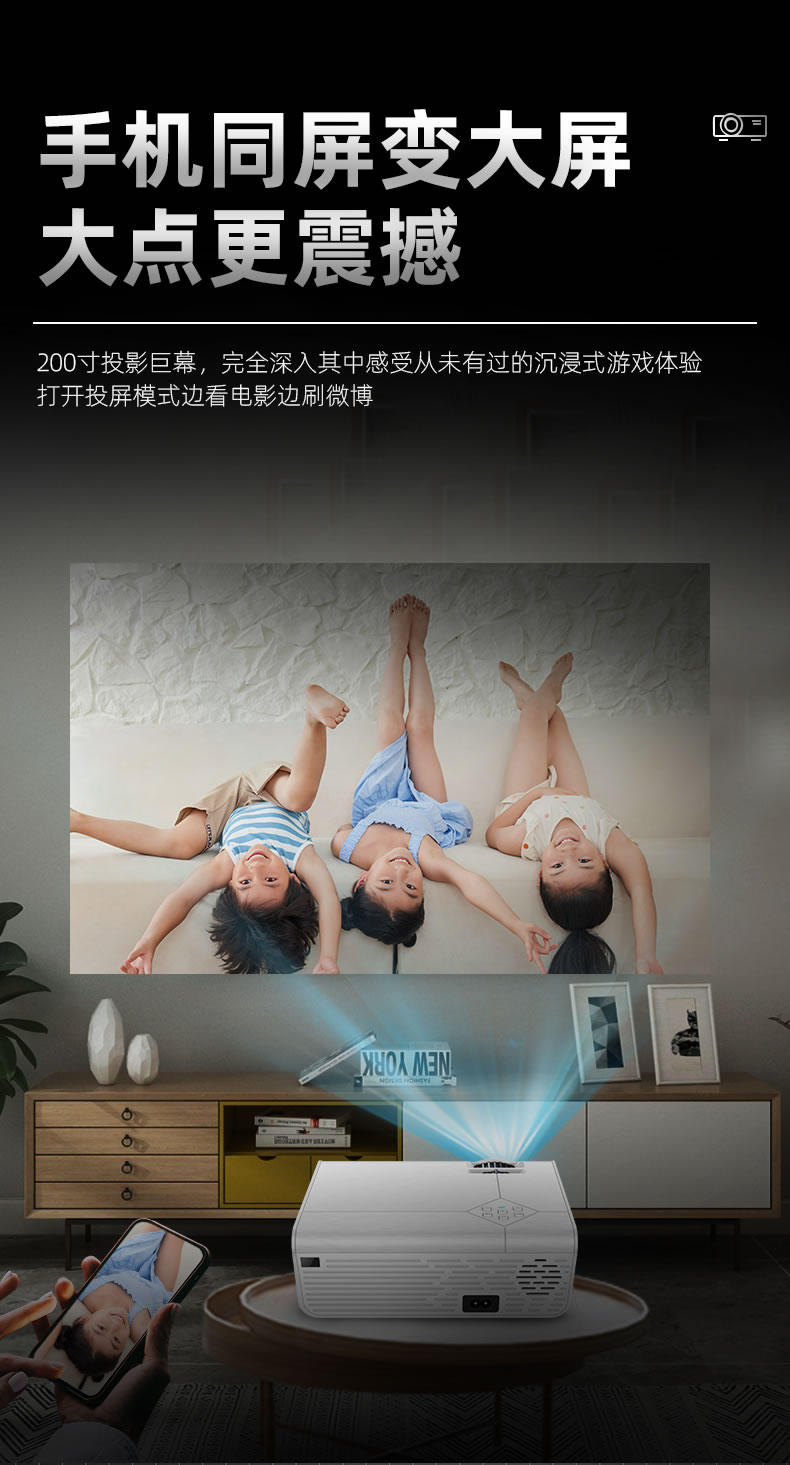 手机同屏变大屏
大点更震撼
200寸投影巨幕，完全深入其中感受从未有过的沉浸式游戏体验
打开投屏模式边看电影边刷微博
NEW YORK
FASHION DESIGN